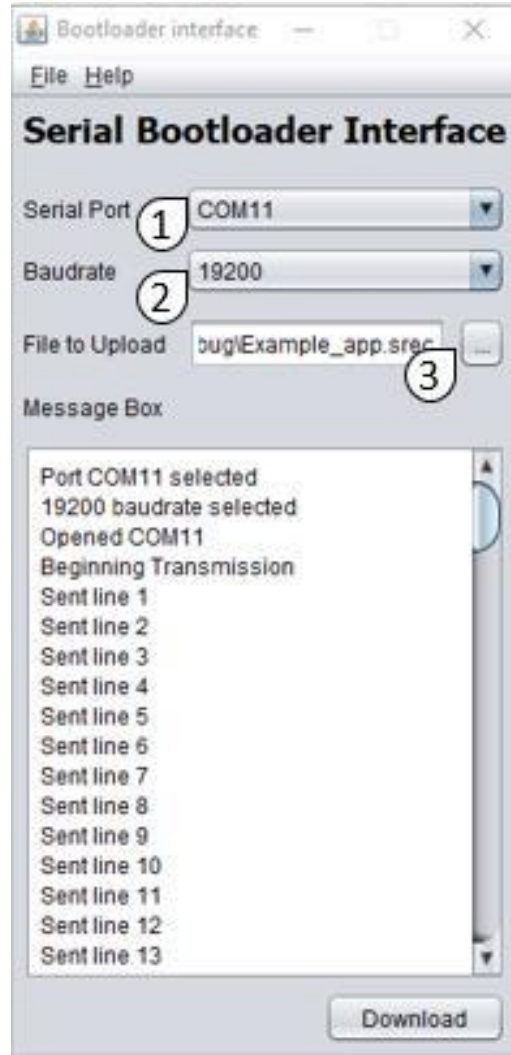 Bootloader interface
File Help
Serial Bootloader Interface
Serial Port 1 COM11
Baudrate 2 19200
File to Upload bug\Example_app.srec 3 ...
Message Box
Port COM11 selected
19200 baudrate selected
Opened COM11
Beginning Transmission
Sent line 1
Sent line 2
Sent line 3
Sent line 4
Sent line 5
Sent line 6
Sent line 7
Sent line 8
Sent line 9
Sent line 10
Sent line 11
Sent line 12
Sent line 13
Download